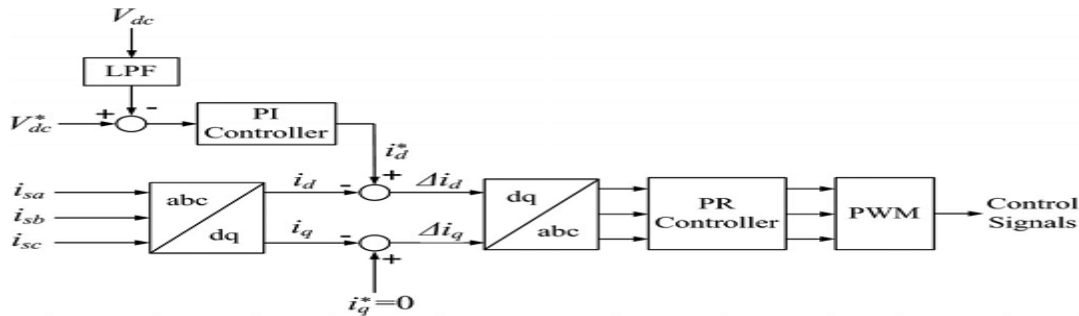 V_dc
LPF
+ -
V*_dc
PI
Controller
i*_d
+
i_sa
i_sb
i_sc
abc
dq
i_d
-
Δi_d
i_q
-
Δi_q
+
i*_q=0
dq
abc
PR
Controller
PWM
Control
Signals